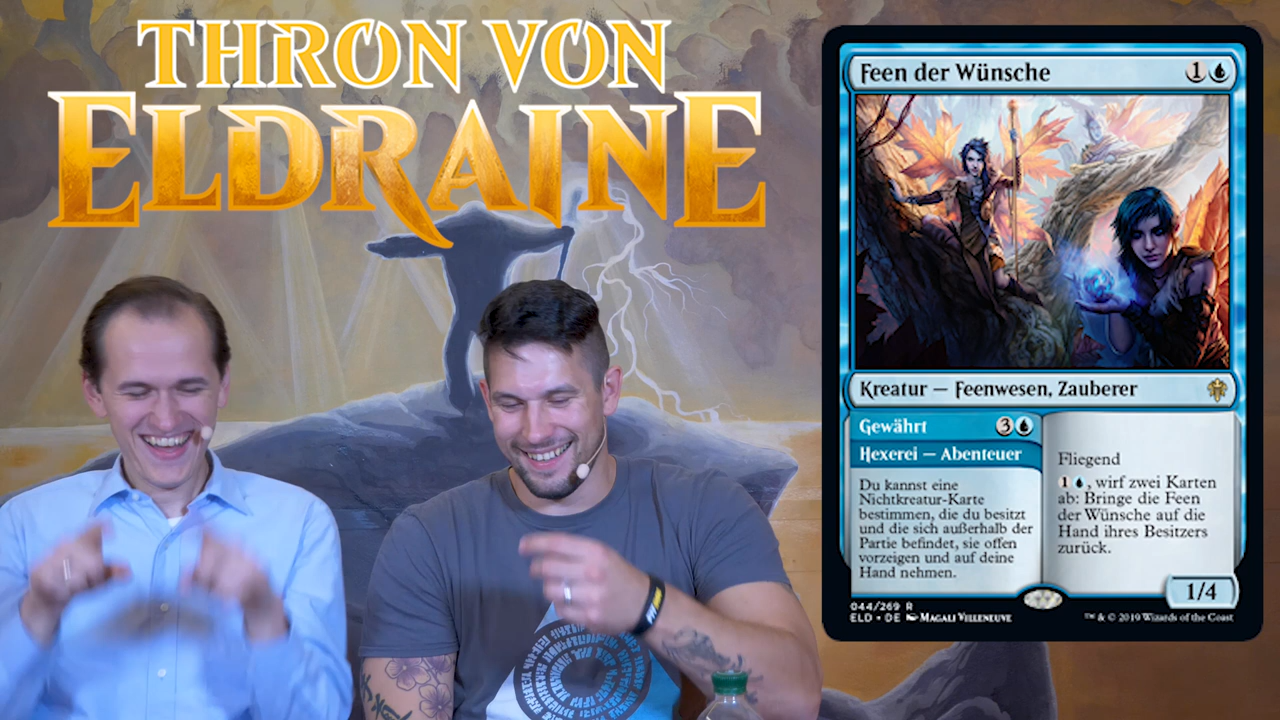 THRON VON
ELDRAINE
Feen der Wünsche
1
Kreatur — Feenwesen, Zauberer
Gewährt
3
Hexerei — Abenteuer
Du kannst eine
Nichtkreatur-Karte
bestimmen, die du besitzt
und die sich außerhalb der
Partie befindet, sie offen
vorzeigen und auf deine
Hand nehmen.
Fliegend
1, wirf zwei Karten
ab: Bringe die Feen
der Wünsche auf die
Hand ihres Besitzers
zurück.
1/4
044/269 R
ELD • DE MAGALI VILLENEUVE
™ & © 2019 Wizards of the Coast